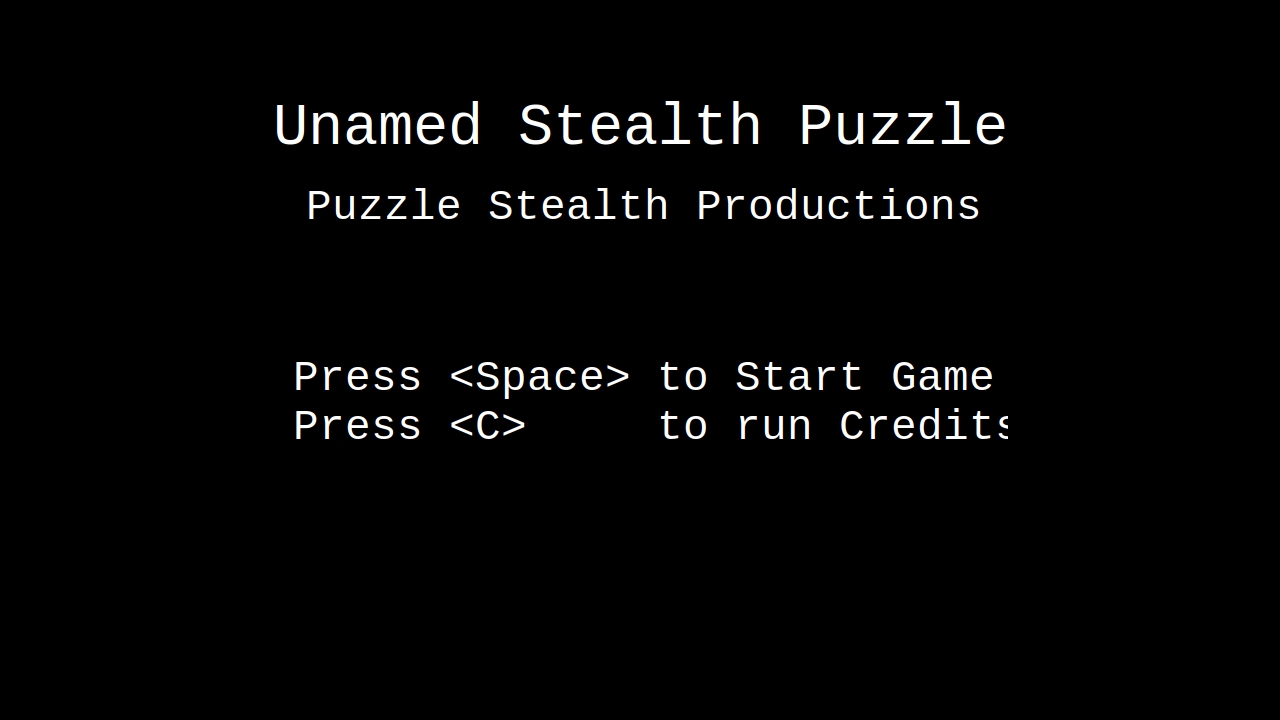 Unamed Stealth Puzzle
Puzzle Stealth Productions
Press <Space> to Start Game
Press <C>     to run Credits